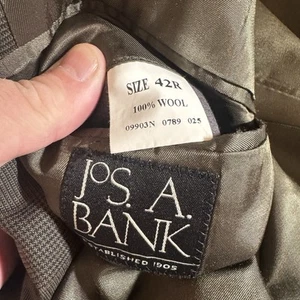 SIZE 42R
100% WOOL
09903N 0789 025
JOS. A.
BANK
ESTABLISHED 1905